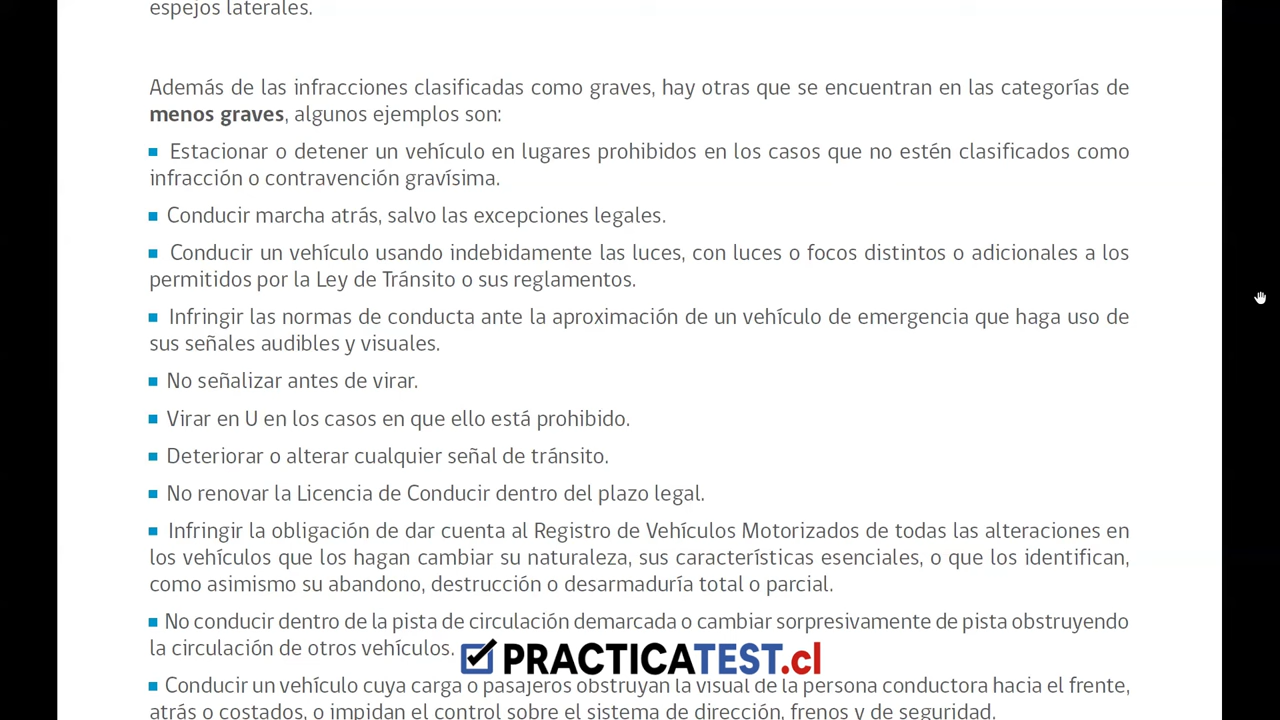 espejos laterales.
Además de las infracciones clasificadas como graves, hay otras que se encuentran en las categorías de
menos graves, algunos ejemplos son:
Estacionar o detener un vehículo en lugares prohibidos en los casos que no estén clasificados como
infracción o contravención gravísima.
Conducir marcha atrás, salvo las excepciones legales.
Conducir un vehículo usando indebidamente las luces, con luces o focos distintos o adicionales a los
permitidos por la Ley de Tránsito o sus reglamentos.
Infringir las normas de conducta ante la aproximación de un vehículo de emergencia que haga uso de
sus señales audibles y visuales.
No señalizar antes de virar.
Virar en U en los casos en que ello está prohibido.
Deteriorar o alterar cualquier señal de tránsito.
No renovar la Licencia de Conducir dentro del plazo legal.
Infringir la obligación de dar cuenta al Registro de Vehículos Motorizados de todas las alteraciones en
los vehículos que los hagan cambiar su naturaleza, sus características esenciales, o que los identifican,
como asimismo su abandono, destrucción o desarmaduría total o parcial.
No conducir dentro de la pista de circulación demarcada o cambiar sorpresivamente de pista obstruyendo
la circulación de otros vehículos.
PRACTICATEST.cl
Conducir un vehículo cuya carga o pasajeros obstruyan la visual de la persona conductora hacia el frente,
atrás o costados, o impidan el control sobre el sistema de dirección, frenos y de seguridad.